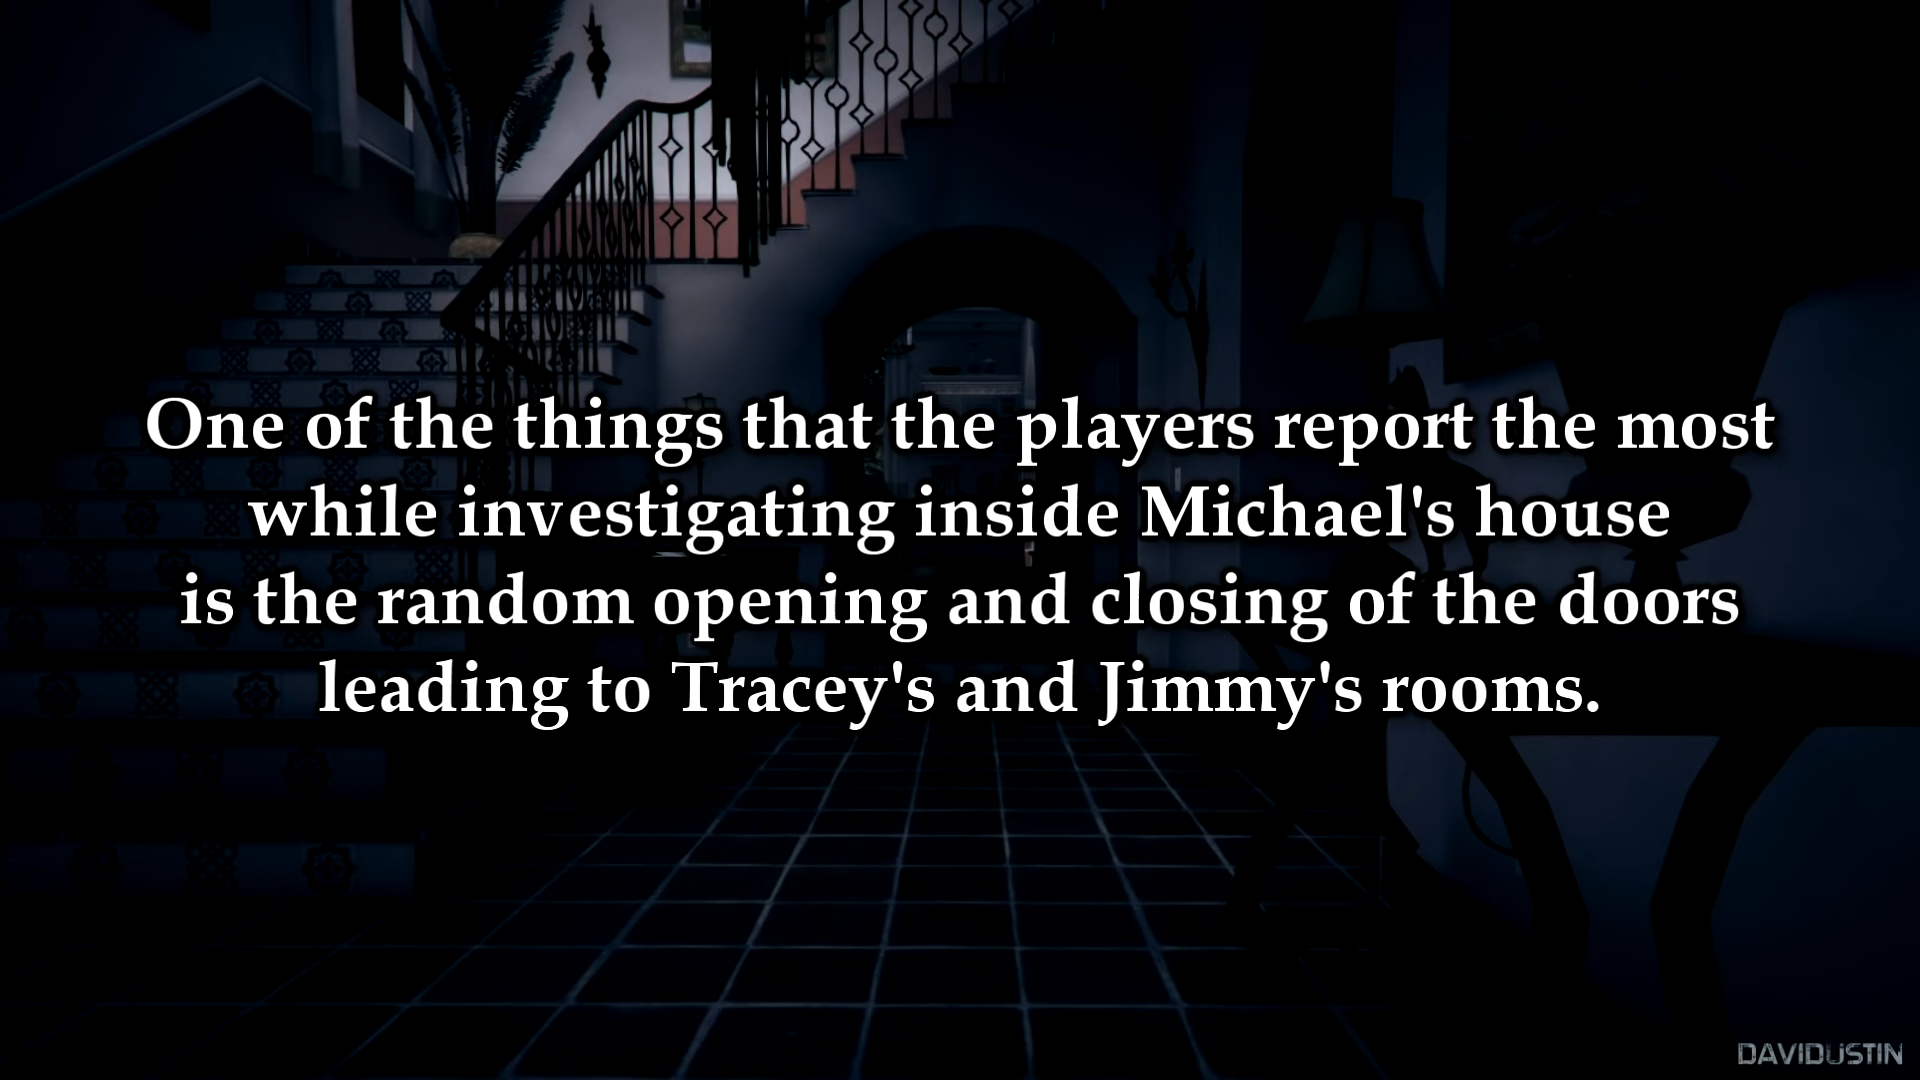 One of the things that the players report the most
while investigating inside Michael's house
is the random opening and closing of the doors
leading to Tracey's and Jimmy's rooms.
DAVIDUSTIN